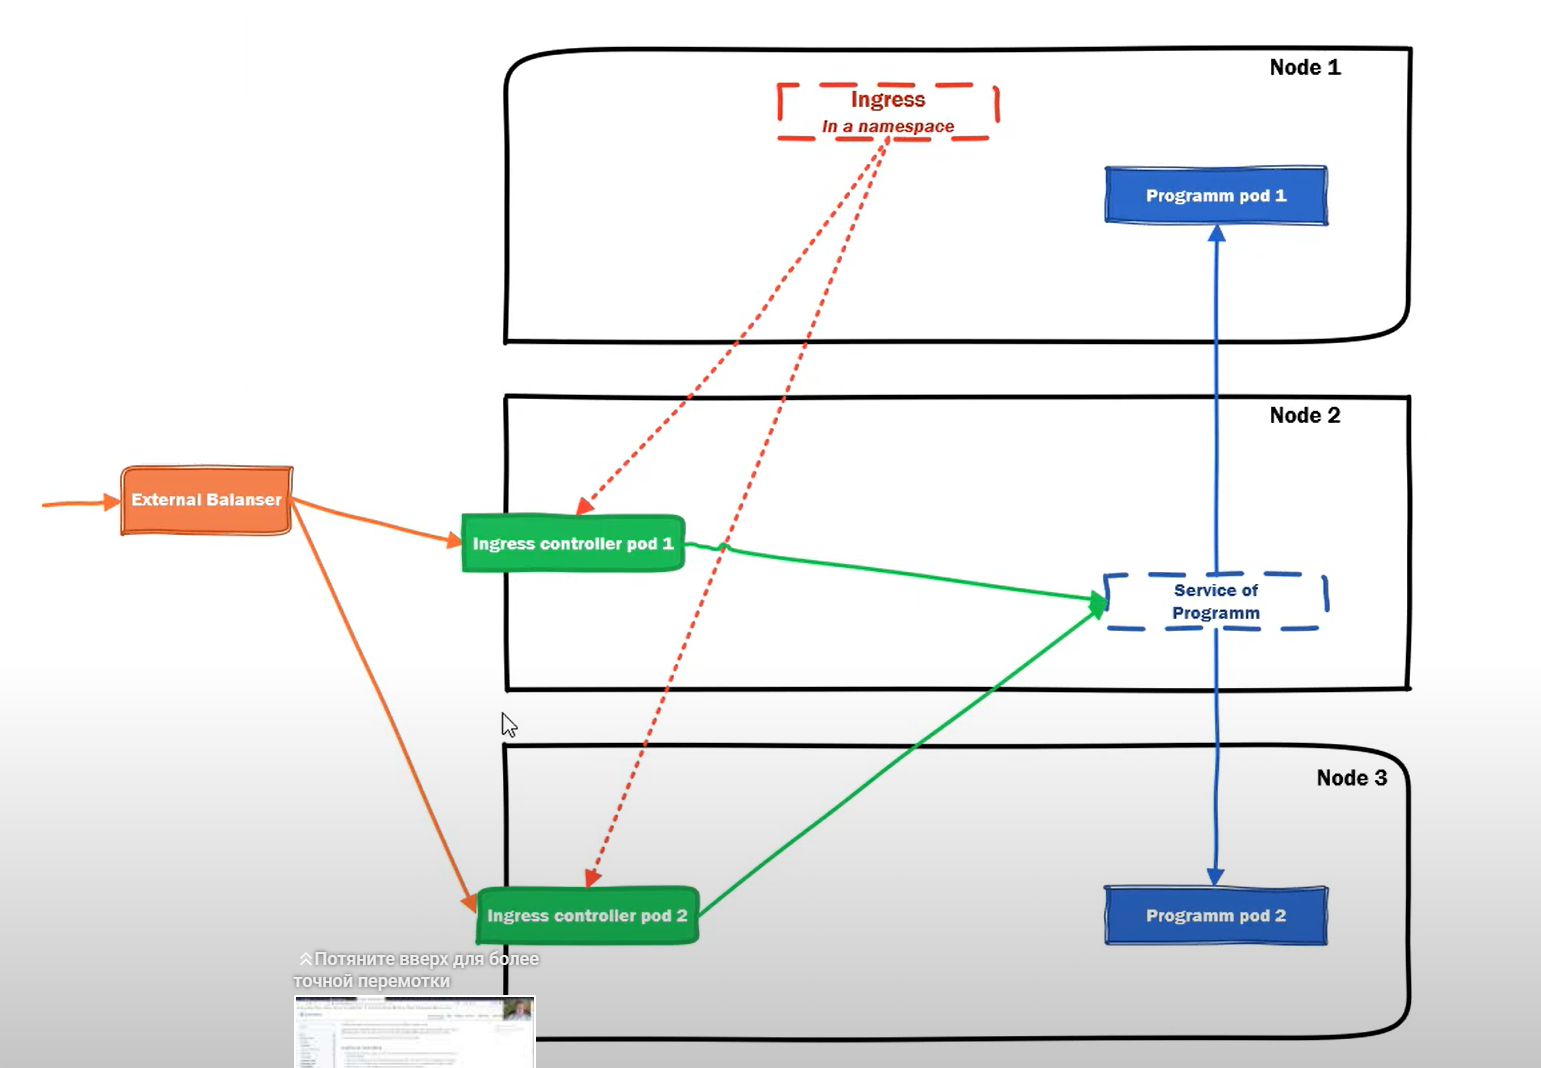 Node 1
Ingress
In a namespace
Programm pod 1
Node 2
External Balanser
Ingress controller pod 1
Service of
Programm
Node 3
Ingress controller pod 2
Programm pod 2
Потяните вверх для более
точной перемотки